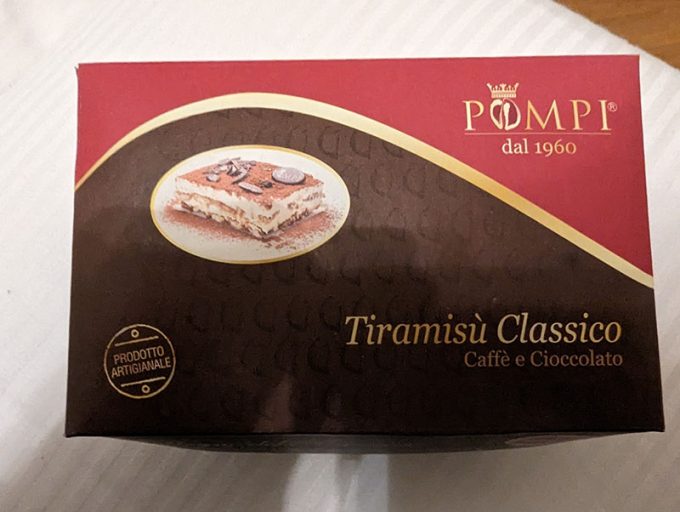 POMPI®
dal 1960
Tiramisù Classico
Caffè e Cioccolato
PRODOTTO
ARTIGIANALE